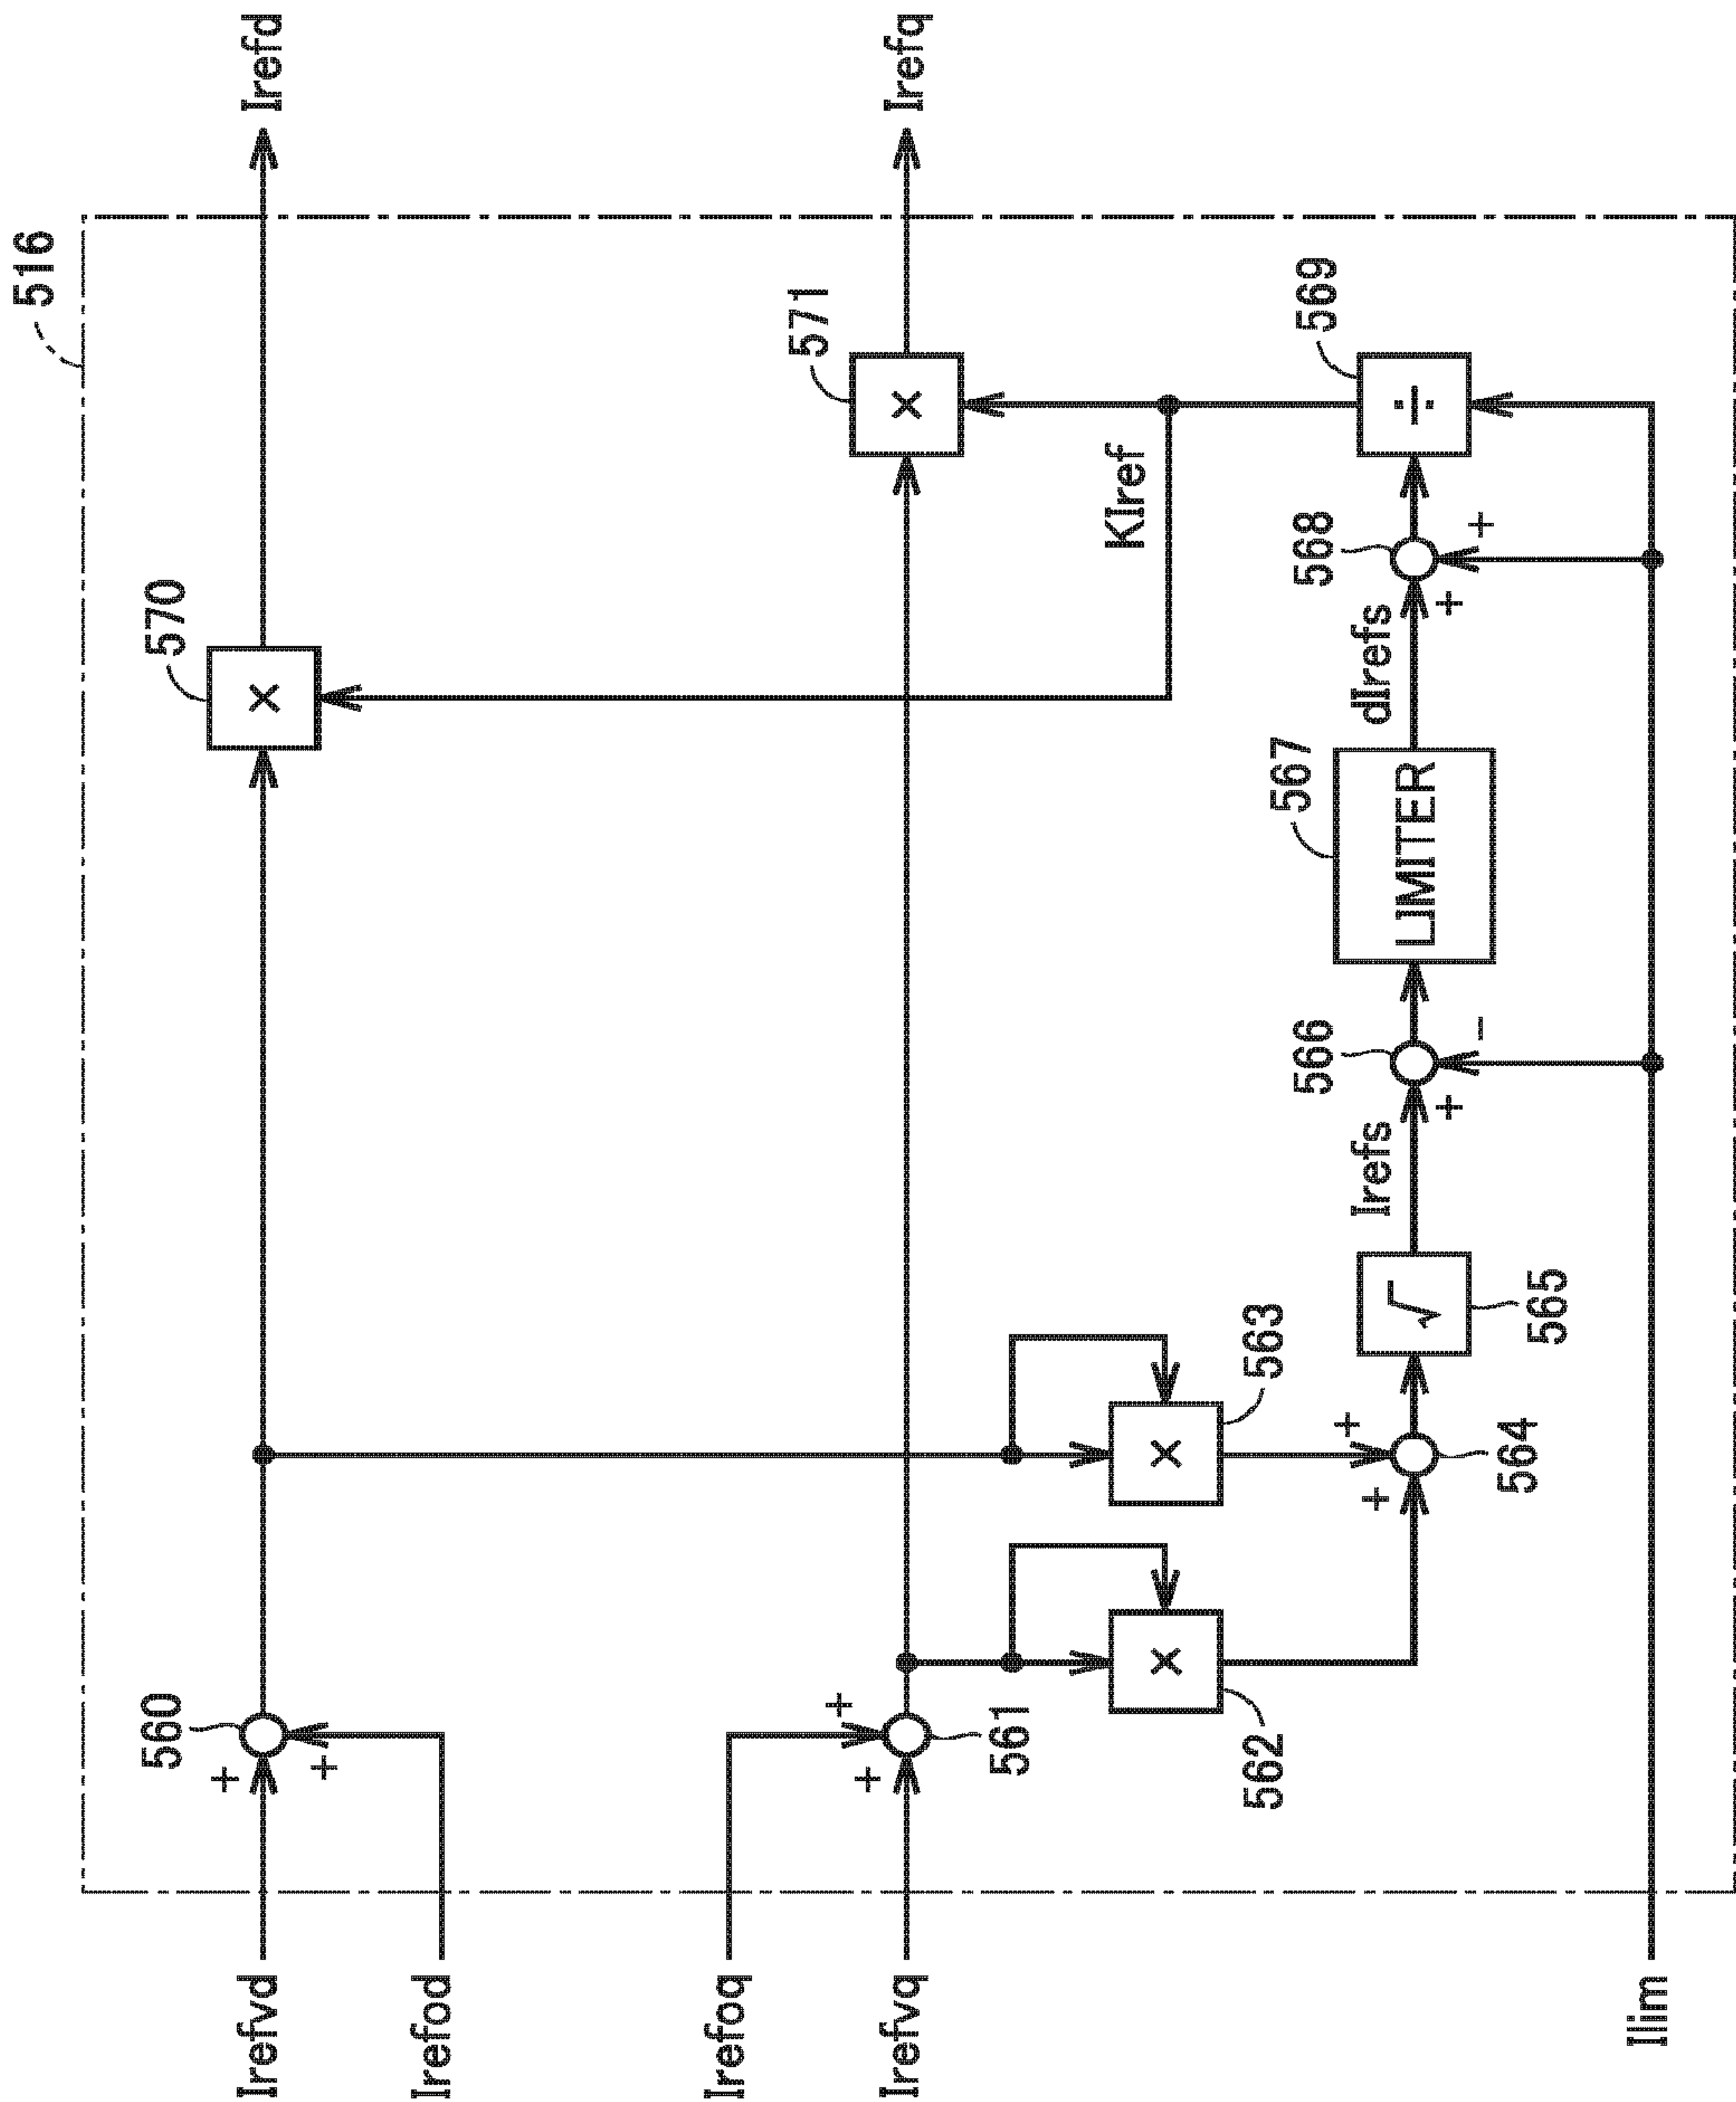 516
Irefvd
+
560
+
Irefod
570
×
Irefd
Irefoq
+
Irefvq
+
561
571
×
Irefq
KIref
562
×
563
×
+
+
564
√
565
Irefs
+
566
−
567
LIMITER
dIrefs
+
568
+
569
÷
Ilim